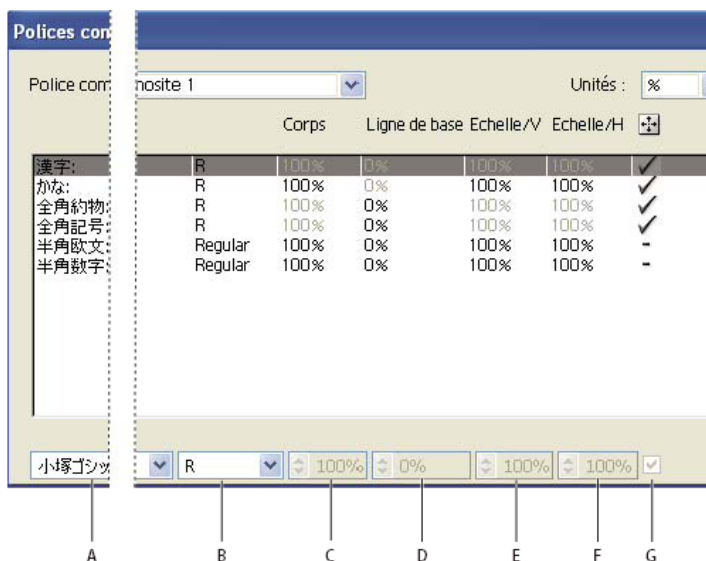 Polices con
Police com nosite 1 Unités : %
Corps Ligne de base Echelle/V Echelle/H
漢字: R 100% 0% 100% 100%
かな: R 100% 0% 100% 100%
全角約物: R 100% 0% 100% 100%
全角記号: R 100% 0% 100% 100%
半角欧文: Regular 100% 0% 100% 100% -
半角数字: Regular 100% 0% 100% 100% -
小塚ゴシッ R 100% 0% 100% 100%
A B C D E F G